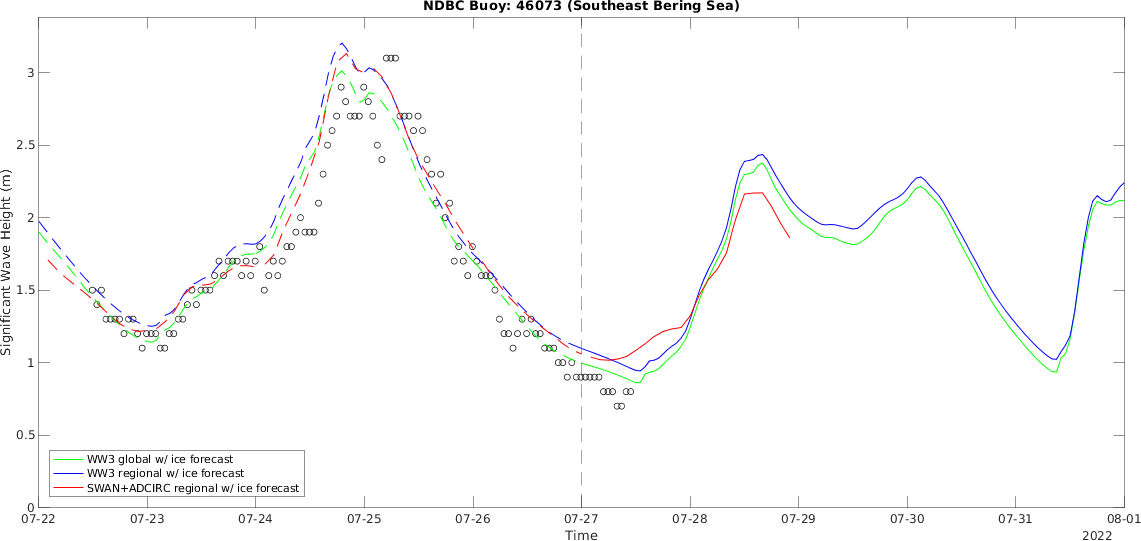 NDBC Buoy: 46073 (Southeast Bering Sea)
Significant Wave Height (m)
3
2.5
2
1.5
1
0.5
0
WW3 global w/ ice forecast
WW3 regional w/ ice forecast
SWAN+ADCIRC regional w/ ice forecast
07-22 07-23 07-24 07-25 07-26 07-27 07-28 07-29 07-30 07-31 08-01
Time
2022